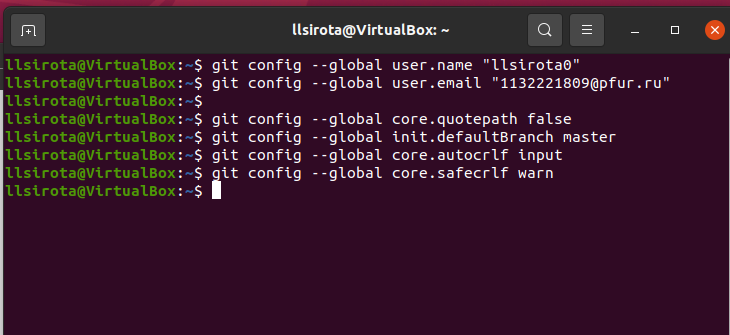 llsirota@VirtualBox: ~
llsirota@VirtualBox:~$ git config --global user.name "llsirota0"
llsirota@VirtualBox:~$ git config --global user.email "1132221809@pfur.ru"
llsirota@VirtualBox:~$
llsirota@VirtualBox:~$ git config --global core.quotepath false
llsirota@VirtualBox:~$ git config --global init.defaultBranch master
llsirota@VirtualBox:~$ git config --global core.autocrlf input
llsirota@VirtualBox:~$ git config --global core.safecrlf warn
llsirota@VirtualBox:~$